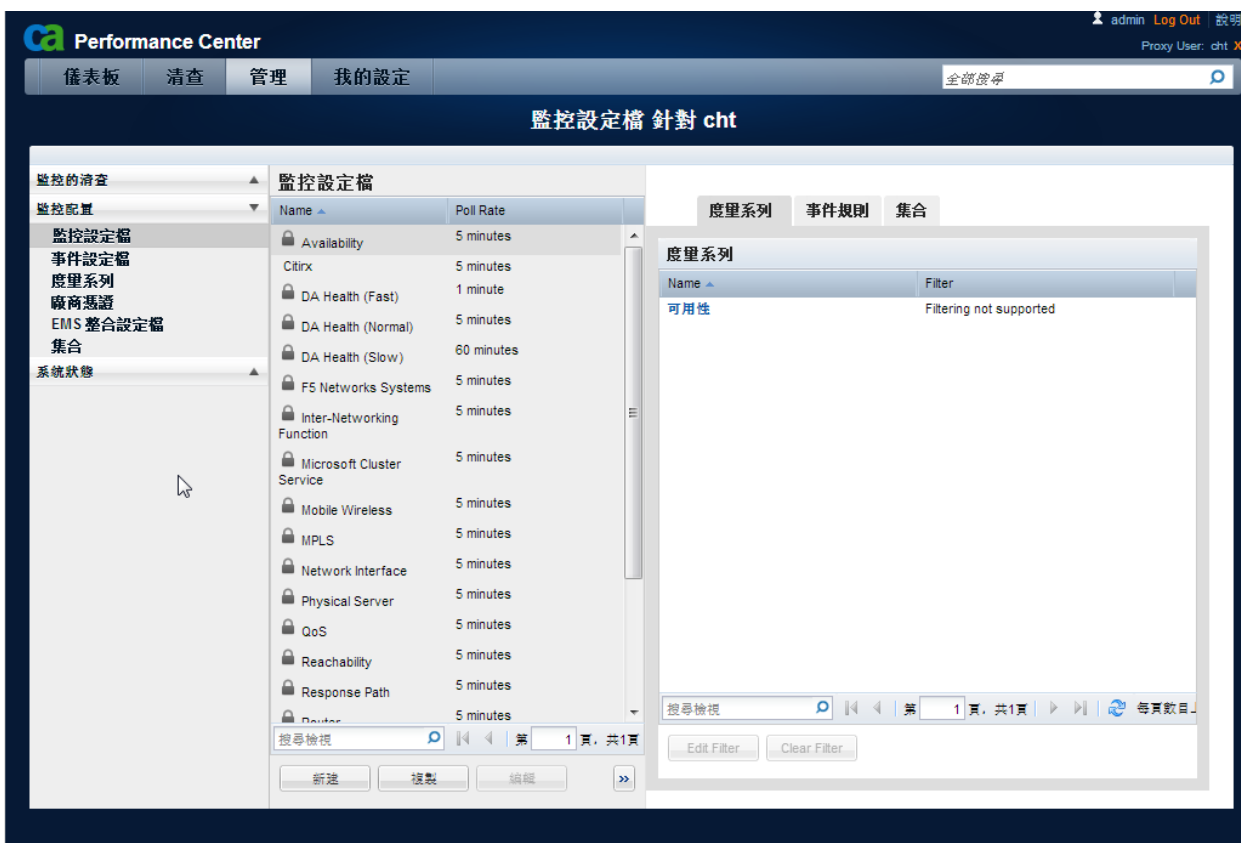 admin Log Out 說明
ca Performance Center
Proxy User: cht X
儀表板 清查 管理 我的設定
全部搜尋
監控設定檔 針對 cht
監控的清查
監控配置
監控設定檔
事件設定檔
度量系列
廠商憑證
EMS 整合設定檔
集合
系統狀態
監控設定檔
Name Poll Rate
Availability 5 minutes
Citirx 5 minutes
DA Health (Fast) 1 minute
DA Health (Normal) 5 minutes
DA Health (Slow) 60 minutes
F5 Networks Systems 5 minutes
Inter-Networking Function 5 minutes
Microsoft Cluster Service 5 minutes
Mobile Wireless 5 minutes
MPLS 5 minutes
Network Interface 5 minutes
Physical Server 5 minutes
QoS 5 minutes
Reachability 5 minutes
Response Path 5 minutes
Router 5 minutes
搜尋檢視 第 1 頁，共1頁
新建 複製 編輯 »
度量系列 事件規則 集合
度量系列
Name Filter
可用性 Filtering not supported
搜尋檢視 第 1 頁，共1頁 每頁數目上
Edit Filter Clear Filter